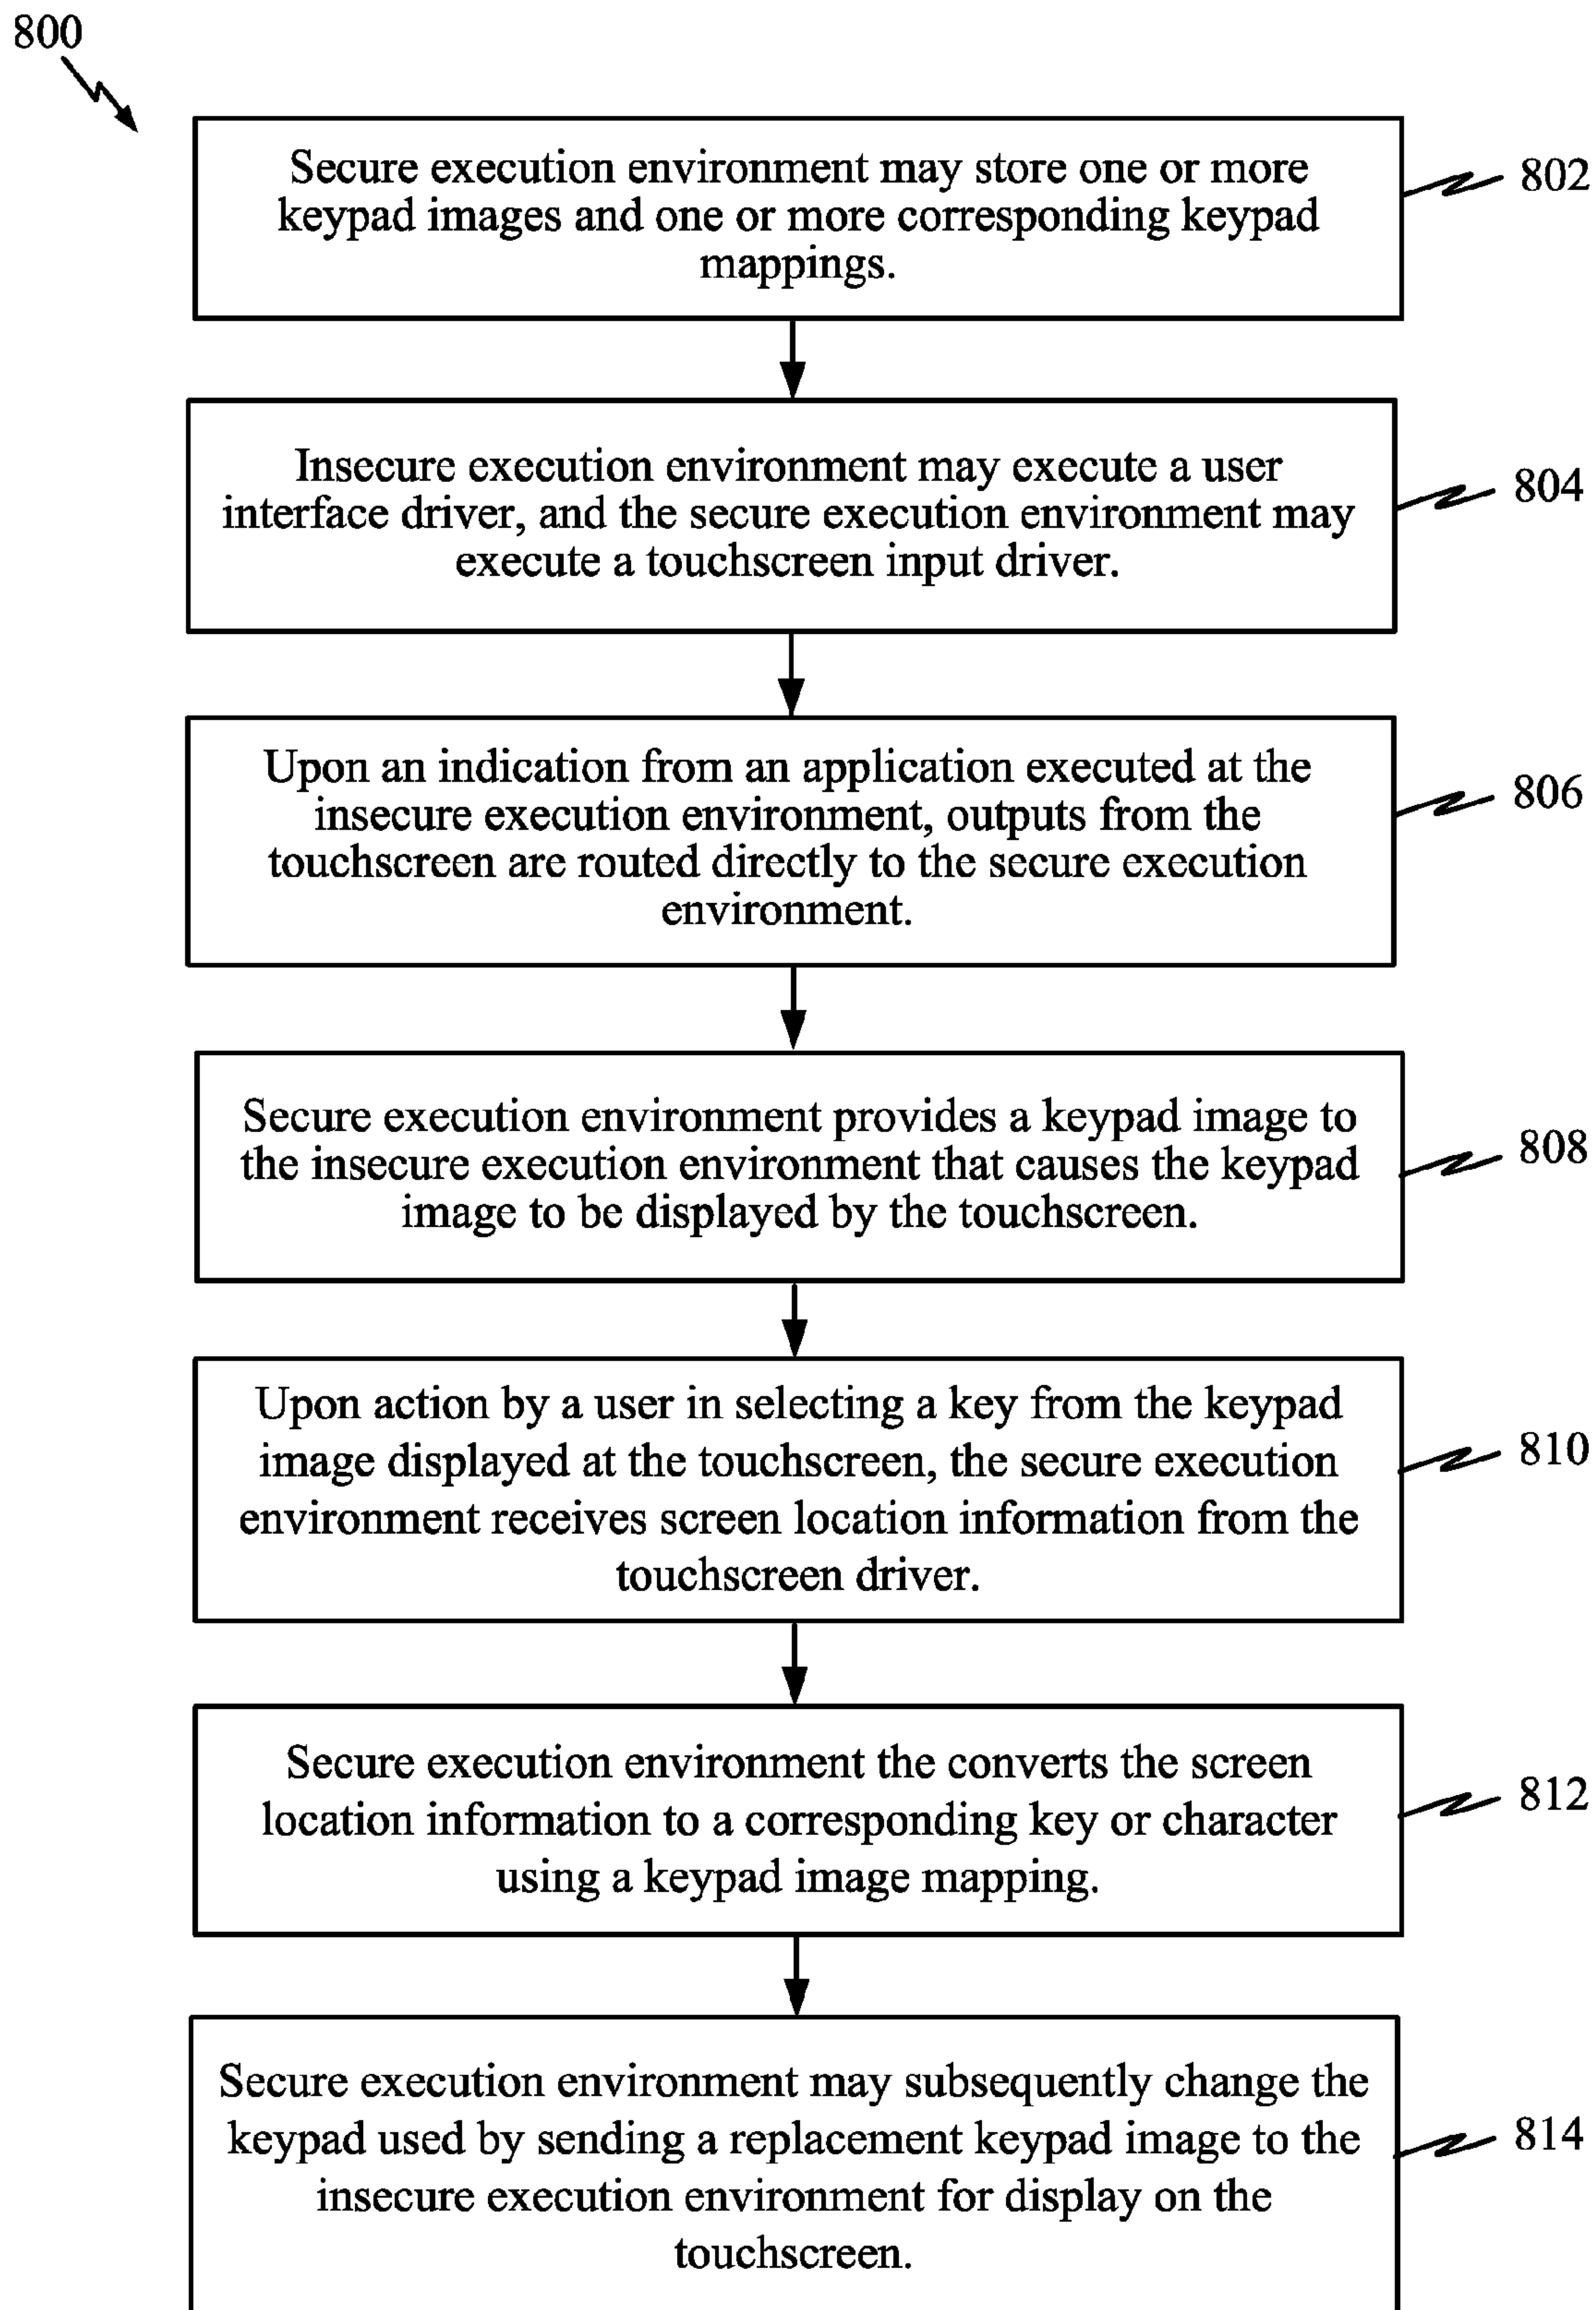 800
Secure execution environment may store one or more
keypad images and one or more corresponding keypad
mappings.
802
Insecure execution environment may execute a user
interface driver, and the secure execution environment may
execute a touchscreen input driver.
804
Upon an indication from an application executed at the
insecure execution environment, outputs from the
touchscreen are routed directly to the secure execution
environment.
806
Secure execution environment provides a keypad image to
the insecure execution environment that causes the keypad
image to be displayed by the touchscreen.
808
Upon action by a user in selecting a key from the keypad
image displayed at the touchscreen, the secure execution
environment receives screen location information from the
touchscreen driver.
810
Secure execution environment the converts the screen
location information to a corresponding key or character
using a keypad image mapping.
812
Secure execution environment may subsequently change the
keypad used by sending a replacement keypad image to the
insecure execution environment for display on the
touchscreen.
814